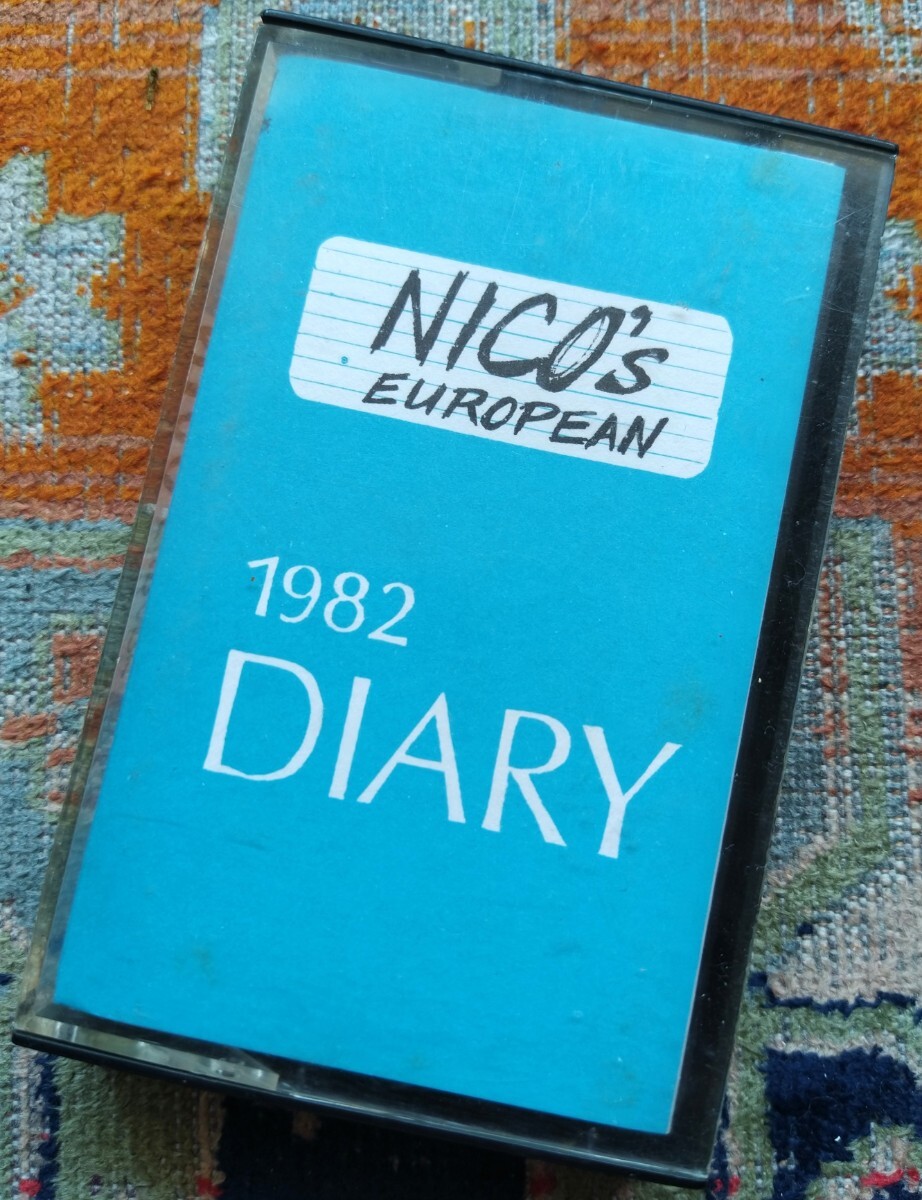 NICO's
EUROPEAN
1982
DIARY